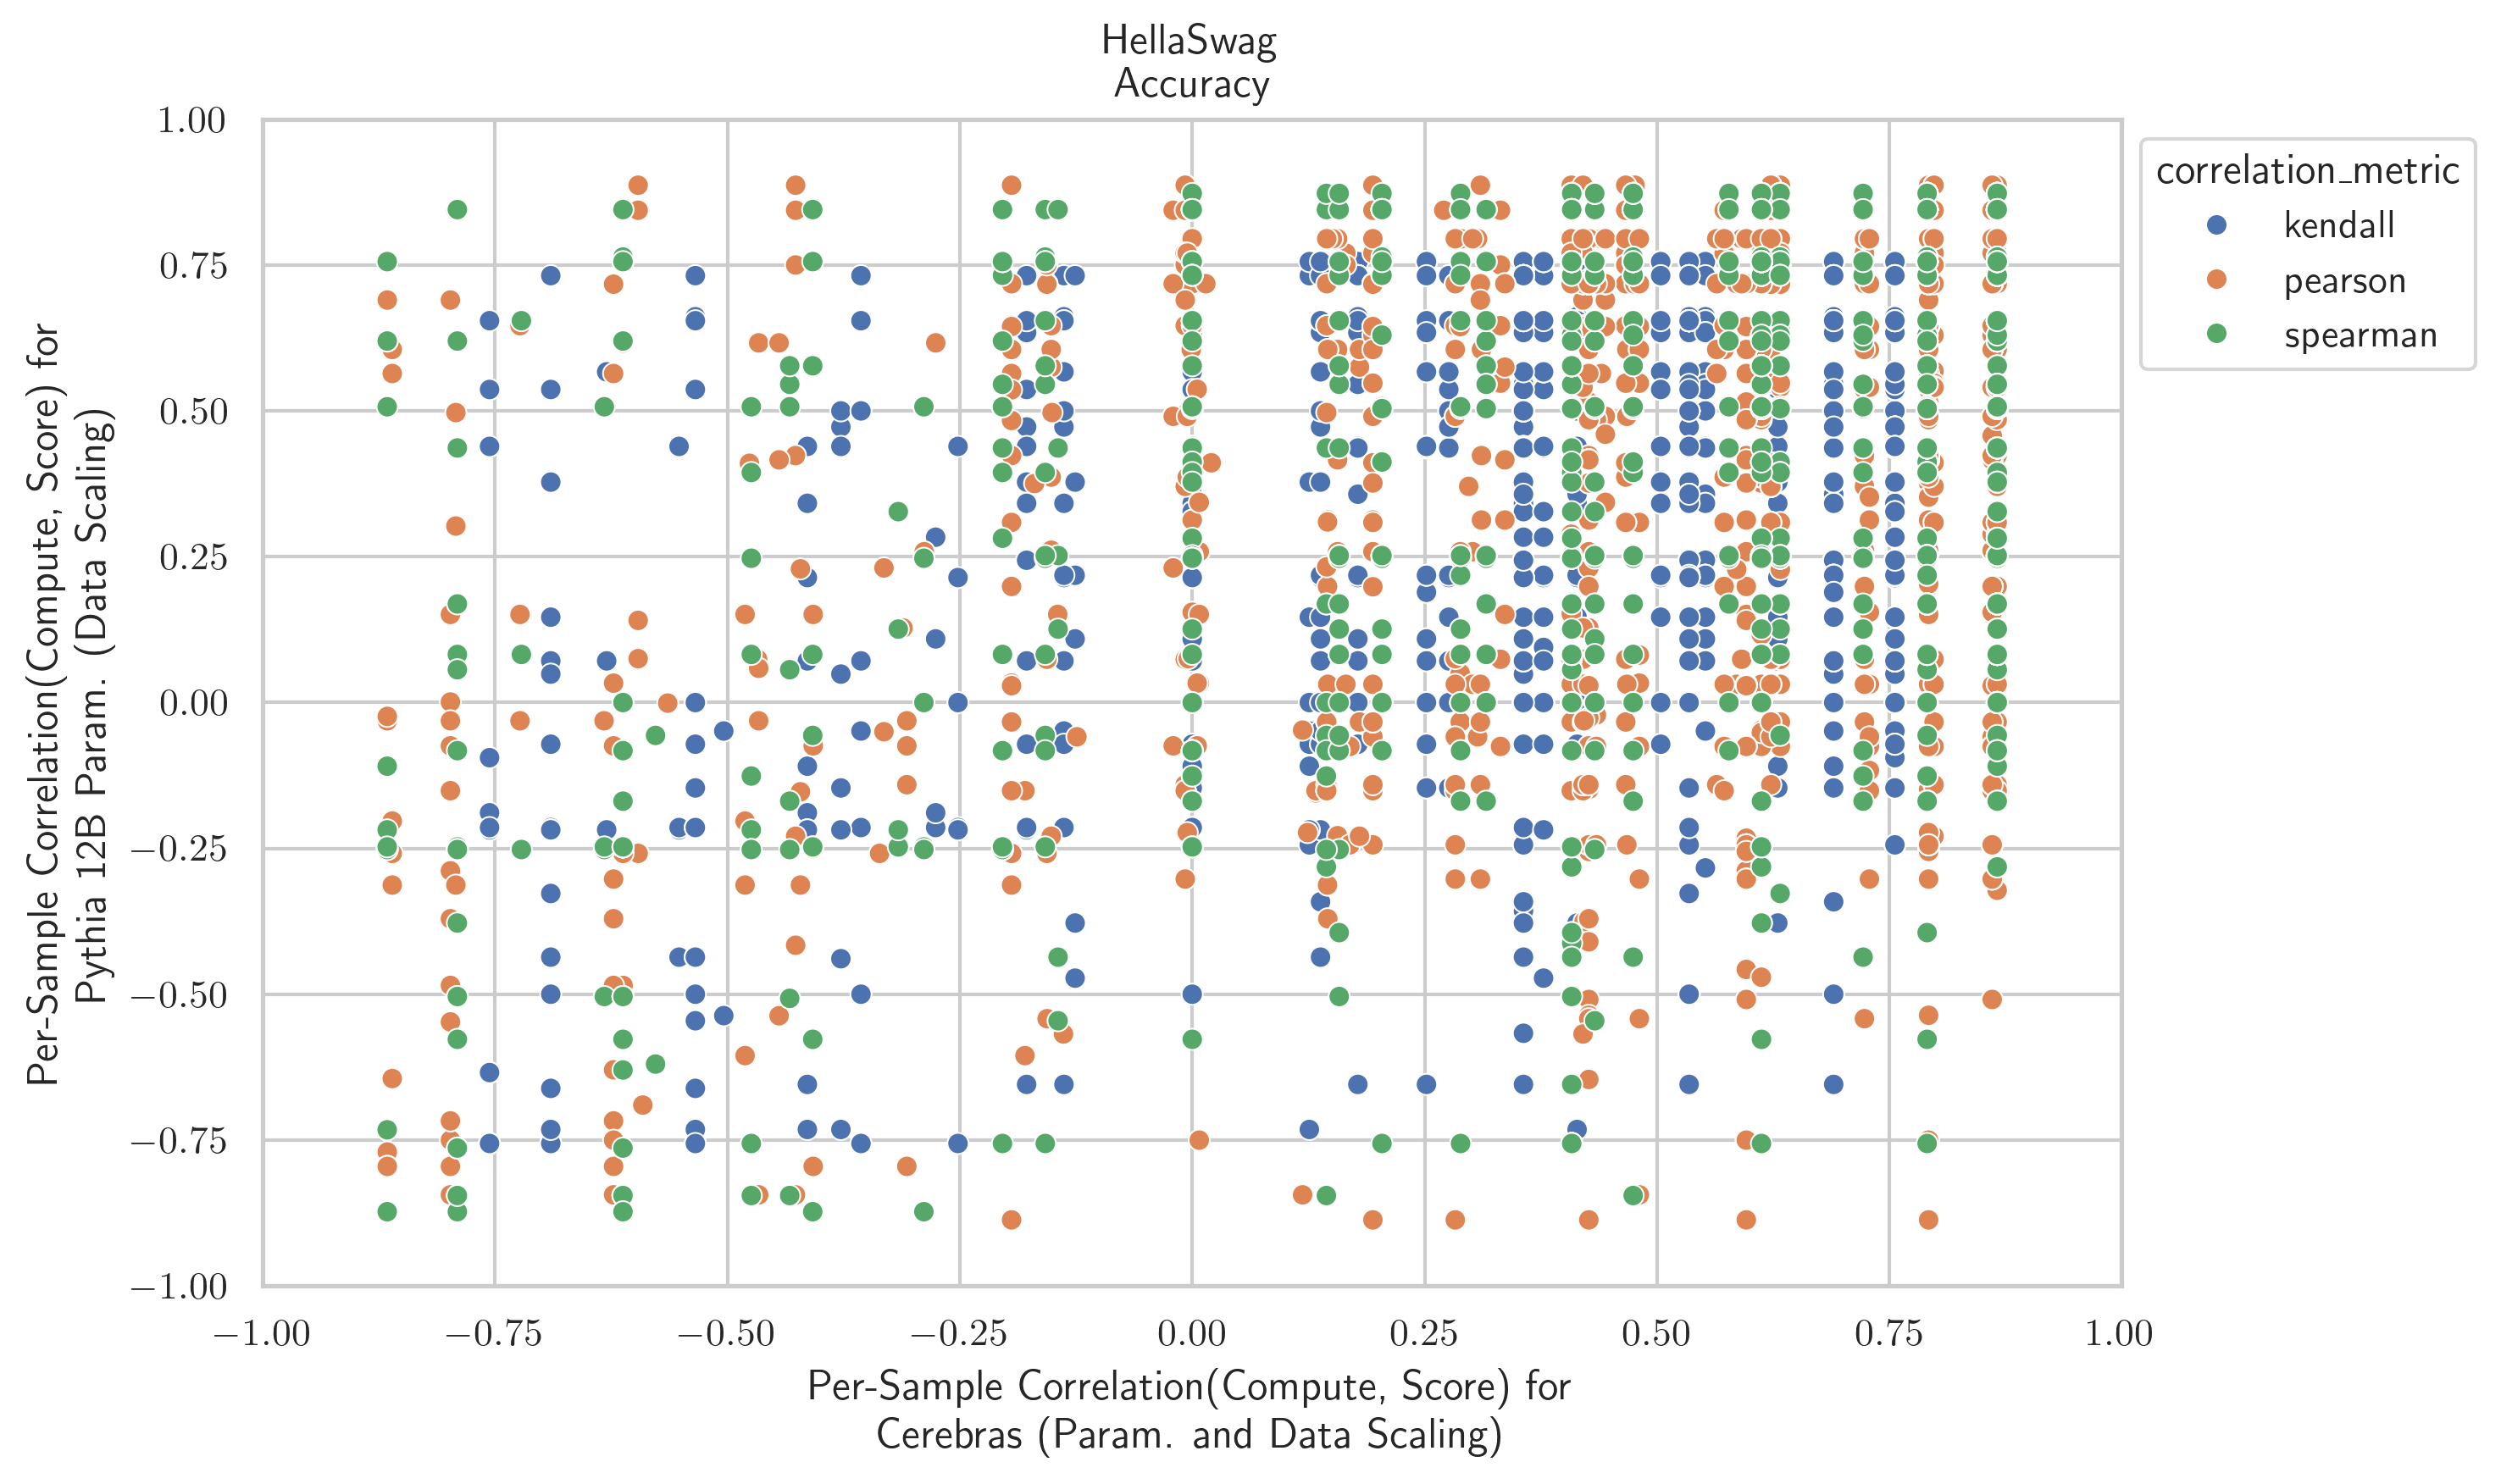 HellaSwag
Accuracy
1.00
0.75
0.50
0.25
0.00
−0.25
−0.50
−0.75
−1.00
Per-Sample Correlation(Compute, Score) for
Pythia 12B Param. (Data Scaling)
−1.00 −0.75 −0.50 −0.25 0.00 0.25 0.50 0.75 1.00
Per-Sample Correlation(Compute, Score) for
Cerebras (Param. and Data Scaling)
correlation_metric
kendall
pearson
spearman